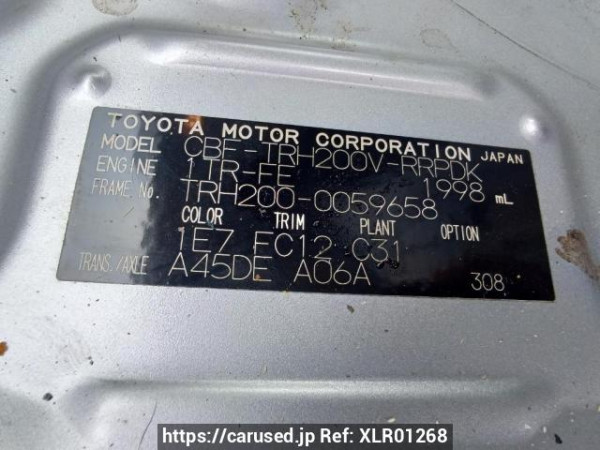 TOYOTA MOTOR CORPORATION JAPAN
MODEL CBF-TRH200V-RRPDK
ENGINE 1TR-FE 1998 mL
FRAME No. TRH200-0059658
COLOR TRIM PLANT OPTION
1E7 FC12 C31
TRANS./AXLE A45DE A06A 308
https://carused.jp Ref: XLR01268